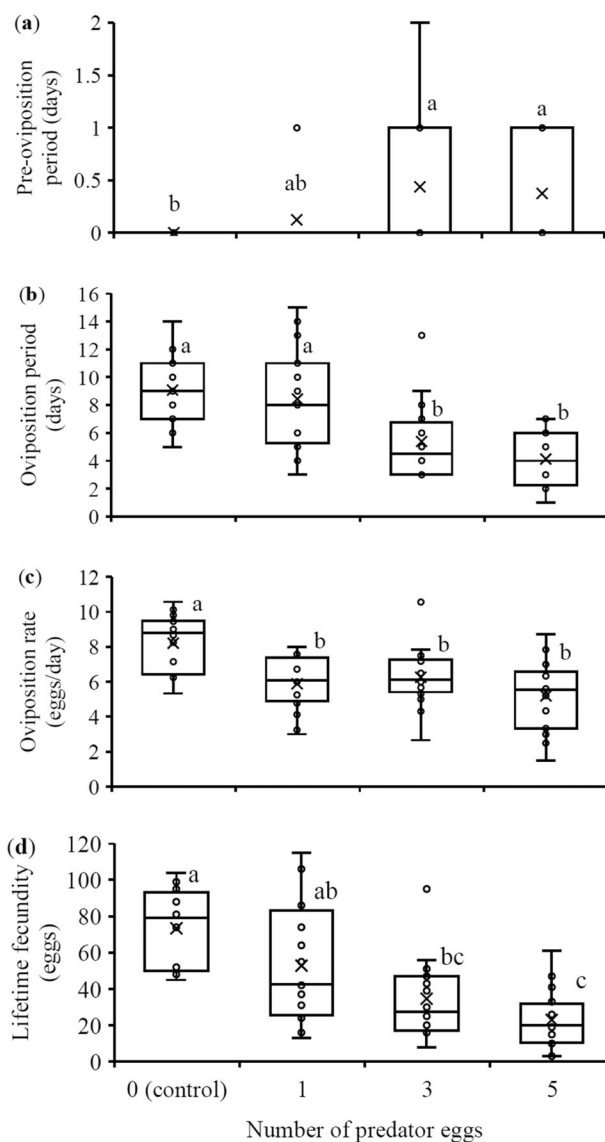 (a)
Pre-oviposition
period (days)
2
1.5
1
0.5
0
b
ab
a
a
(b)
Oviposition period
(days)
16
14
12
10
8
6
4
2
0
a
a
b
b
(c)
Oviposition rate
(eggs/day)
12
10
8
6
4
2
0
a
b
b
b
(d)
Lifetime fecundity
(eggs)
120
100
80
60
40
20
0
a
ab
bc
c
0 (control) 1 3 5
Number of predator eggs